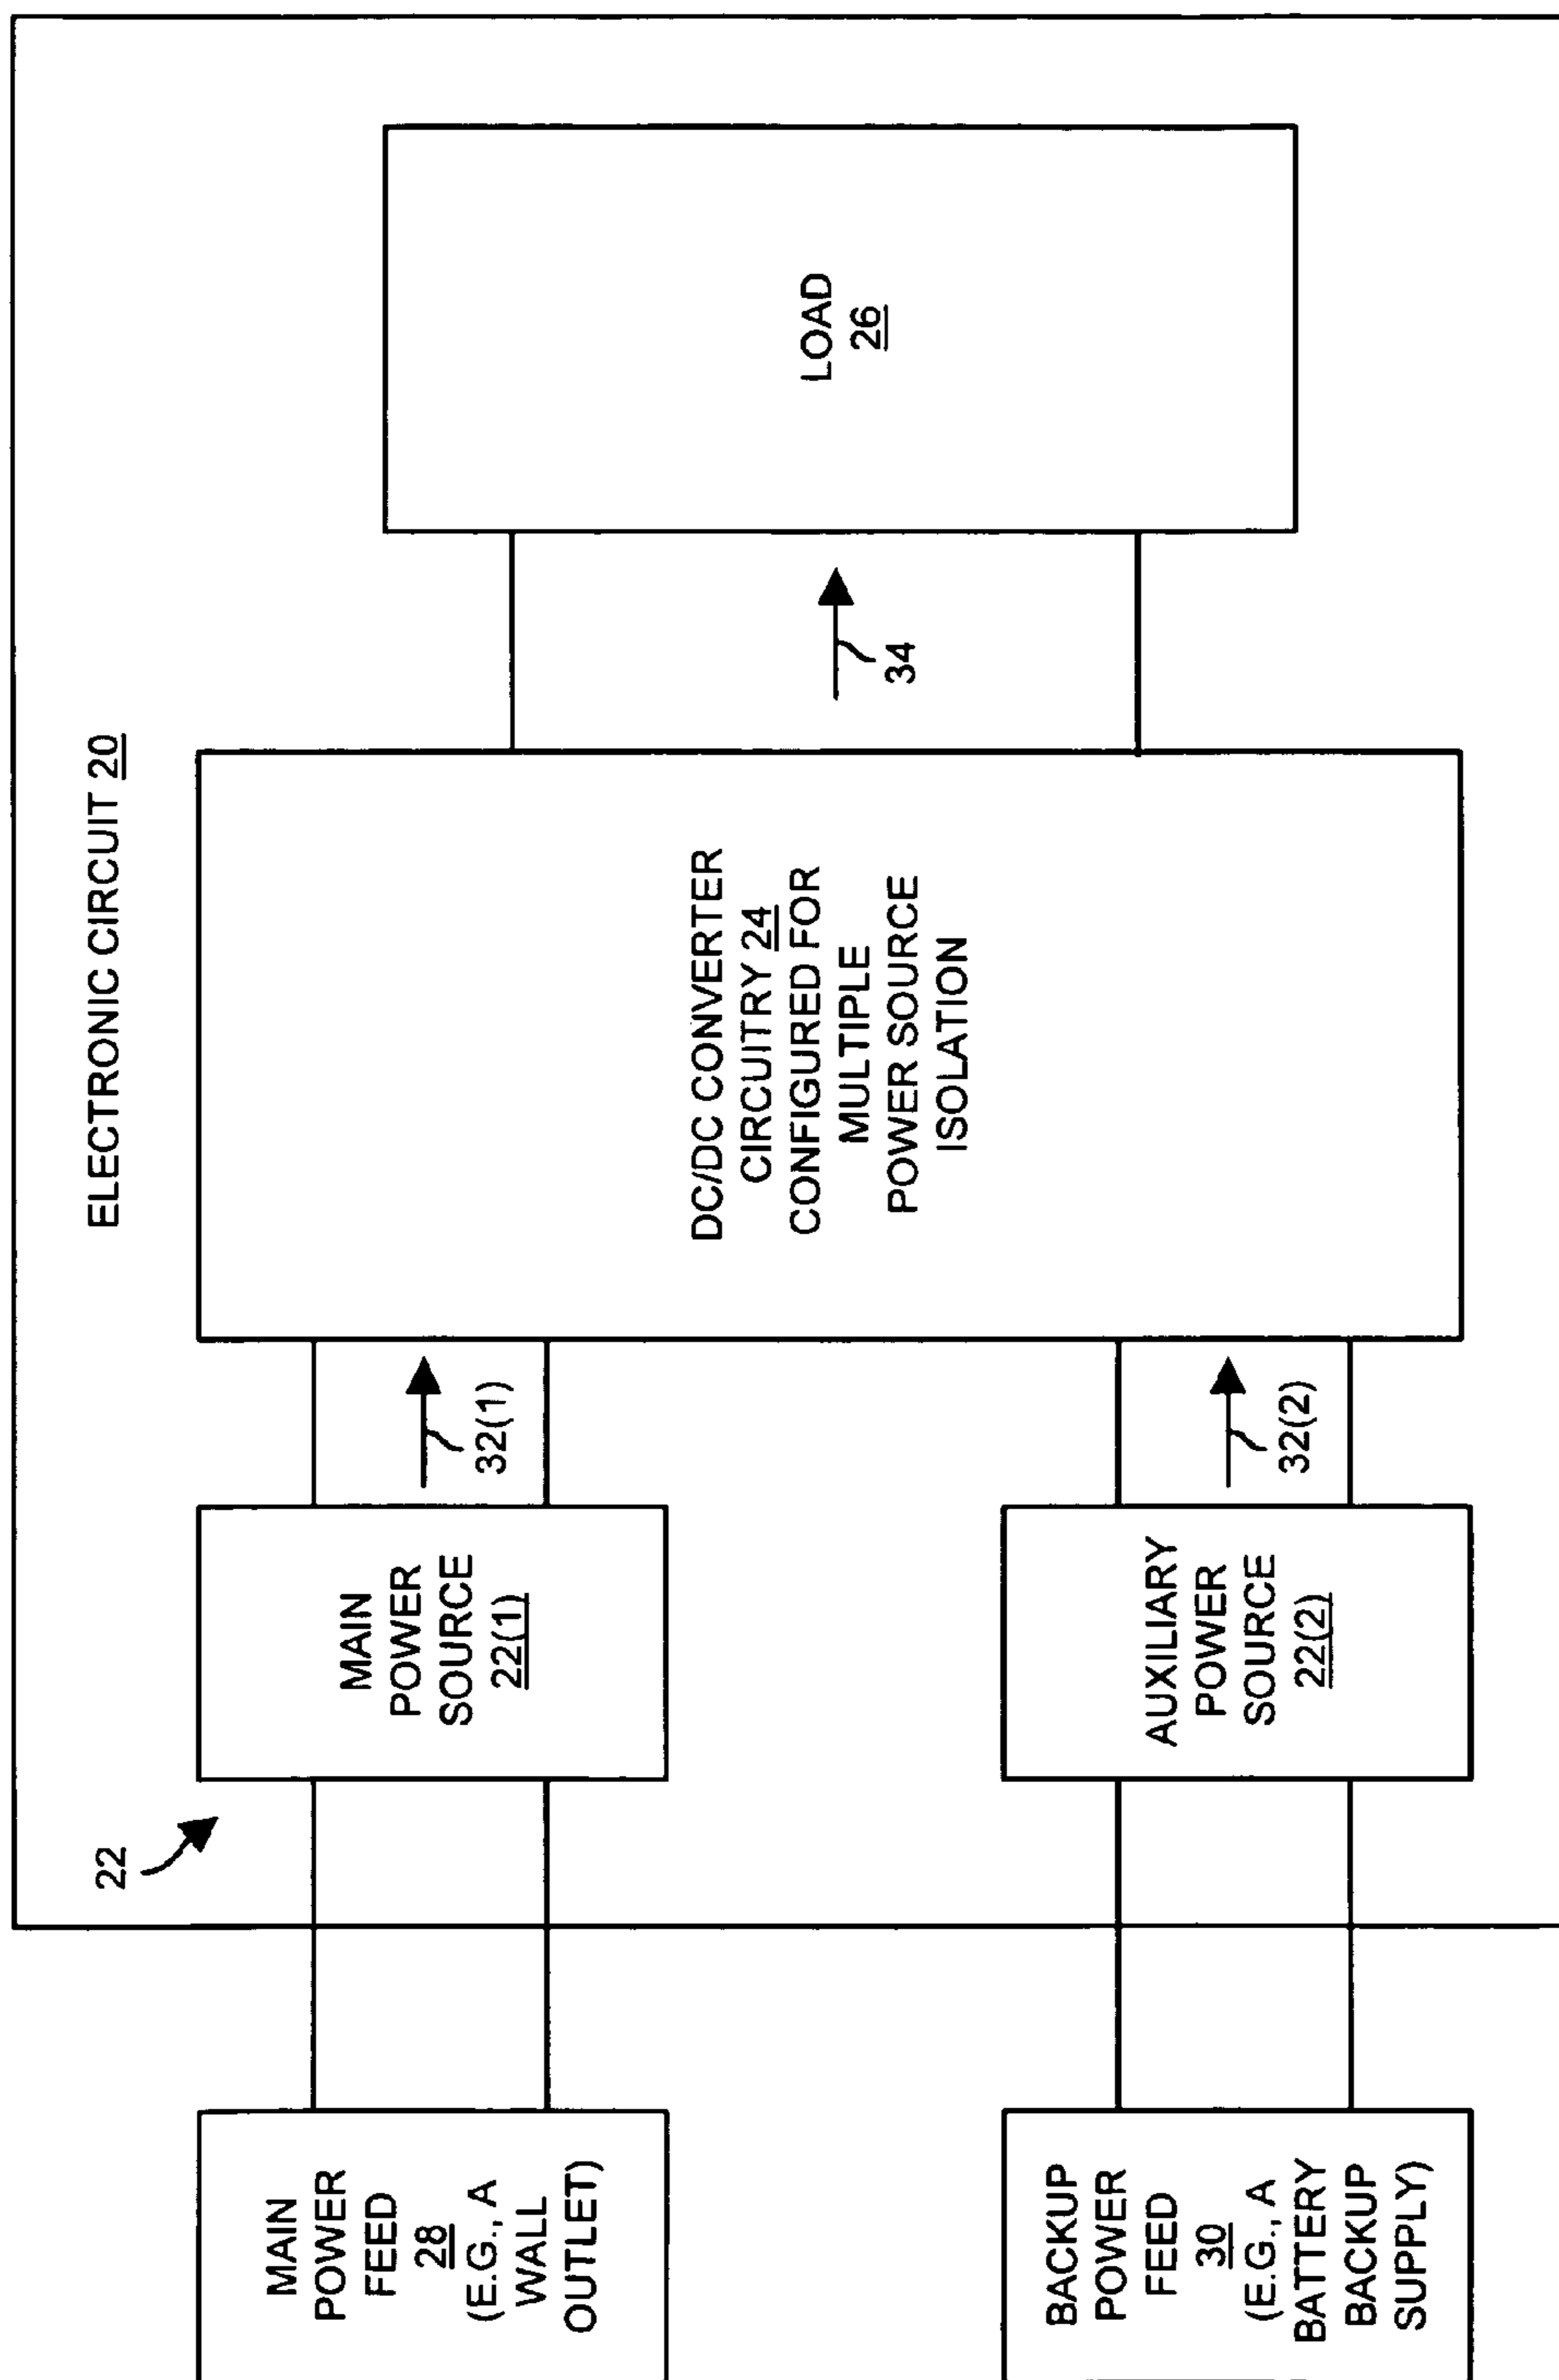 ELECTRONIC CIRCUIT 20
22
MAIN
POWER
FEED
28
(E.G., A
WALL
OUTLET)
MAIN
POWER
SOURCE
22(1)
32(1)
DC/DC CONVERTER
CIRCUITRY 24
CONFIGURED FOR
MULTIPLE
POWER SOURCE
ISOLATION
34
LOAD
26
BACKUP
POWER
FEED
30
(E.G., A
BATTERY
BACKUP
SUPPLY)
AUXILIARY
POWER
SOURCE
22(2)
32(2)